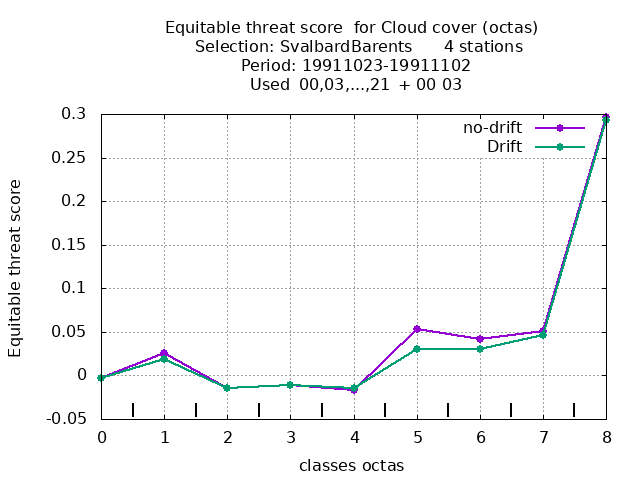 Equitable threat score  for Cloud cover (octas)
Selection: SvalbardBarents      4 stations
Period: 19911023-19911102
Used  00,03,...,21  + 00 03
no-drift
Drift
Equitable threat score
0.3
0.25
0.2
0.15
0.1
0.05
0
-0.05
0 1 2 3 4 5 6 7 8
classes octas